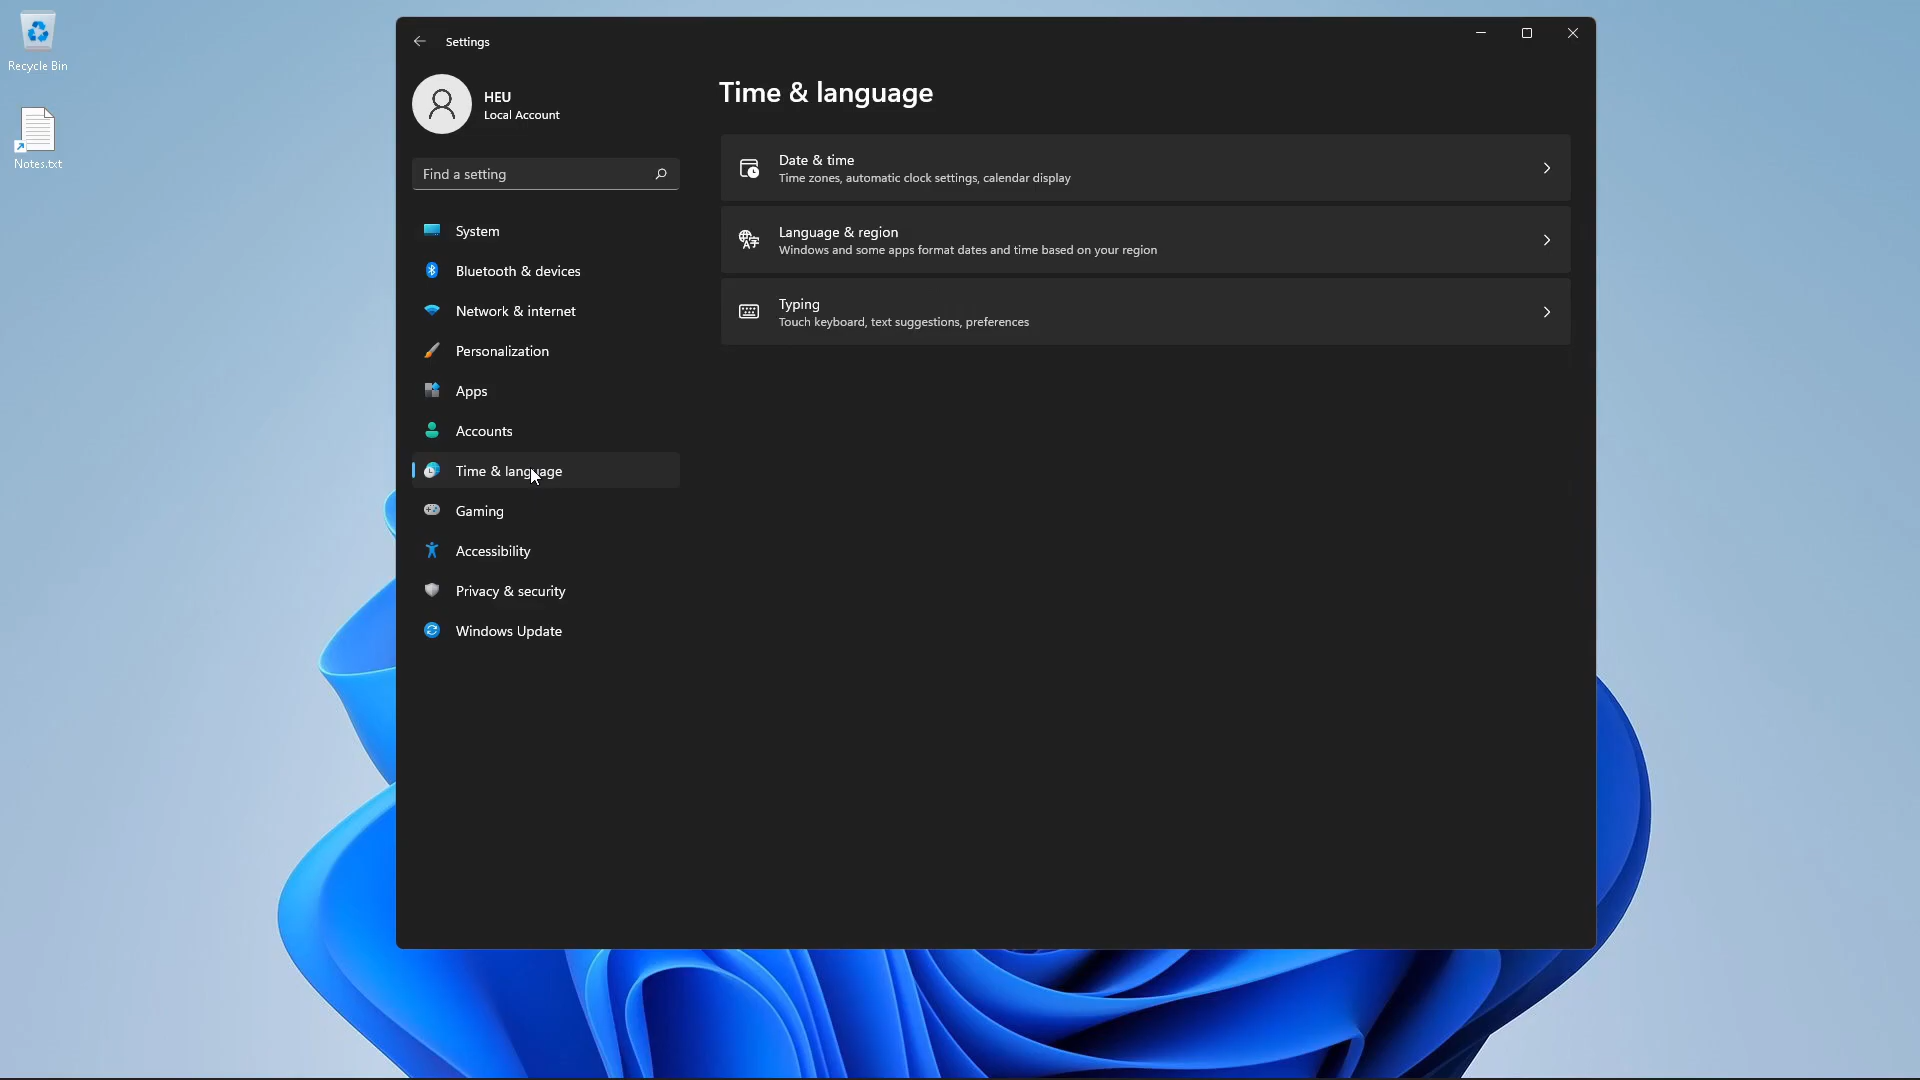 Recycle Bin
Notes.txt
Settings
HEU
Local Account
Find a setting
System
Bluetooth & devices
Network & internet
Personalization
Apps
Accounts
Time & language
Gaming
Accessibility
Privacy & security
Windows Update
Time & language
Date & time
Time zones, automatic clock settings, calendar display
Language & region
Windows and some apps format dates and time based on your region
Typing
Touch keyboard, text suggestions, preferences